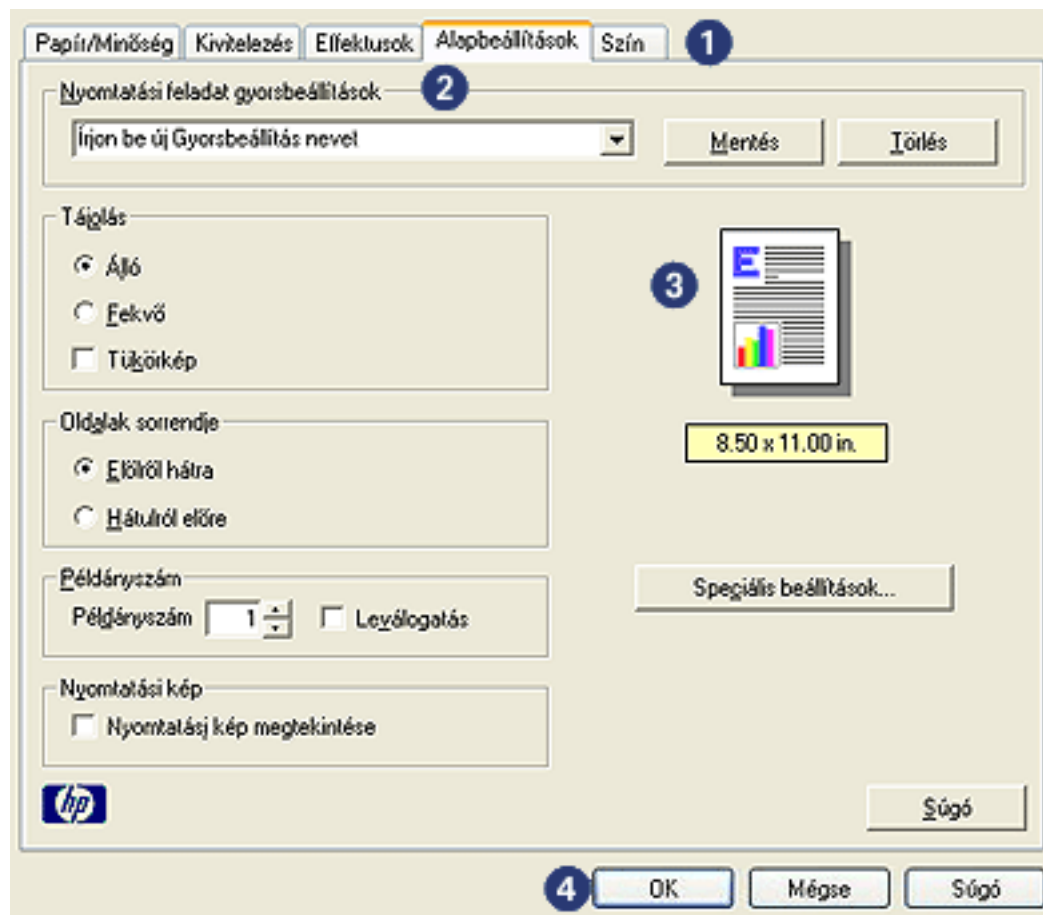 Papír/Minőség Kivitelezés Effektusok Alapbeállítások Szín 1
Nyomtatási feladat gyorsbeállítások 2
Írjon be új Gyorsbeállítás nevet Mentés Törlés
Tájolás
Álló
Fekvő
Tükörkép
3
E
Oldalak sorrendje
8.50 x 11.00 in.
Elölről hátra
Hátulról előre
Példányszám
Példányszám 1 Leválogatás
Speciális beállítások...
Nyomtatási kép
Nyomtatási kép megtekintése
hp
Súgó
4 OK Mégse Súgó